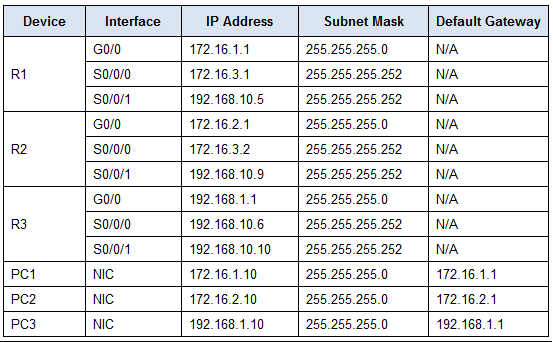 Device Interface IP Address Subnet Mask Default Gateway
R1 G0/0 172.16.1.1 255.255.255.0 N/A
S0/0/0 172.16.3.1 255.255.255.252 N/A
S0/0/1 192.168.10.5 255.255.255.252 N/A
R2 G0/0 172.16.2.1 255.255.255.0 N/A
S0/0/0 172.16.3.2 255.255.255.252 N/A
S0/0/1 192.168.10.9 255.255.255.252 N/A
R3 G0/0 192.168.1.1 255.255.255.0 N/A
S0/0/0 192.168.10.6 255.255.255.252 N/A
S0/0/1 192.168.10.10 255.255.255.252 N/A
PC1 NIC 172.16.1.10 255.255.255.0 172.16.1.1
PC2 NIC 172.16.2.10 255.255.255.0 172.16.2.1
PC3 NIC 192.168.1.10 255.255.255.0 192.168.1.1